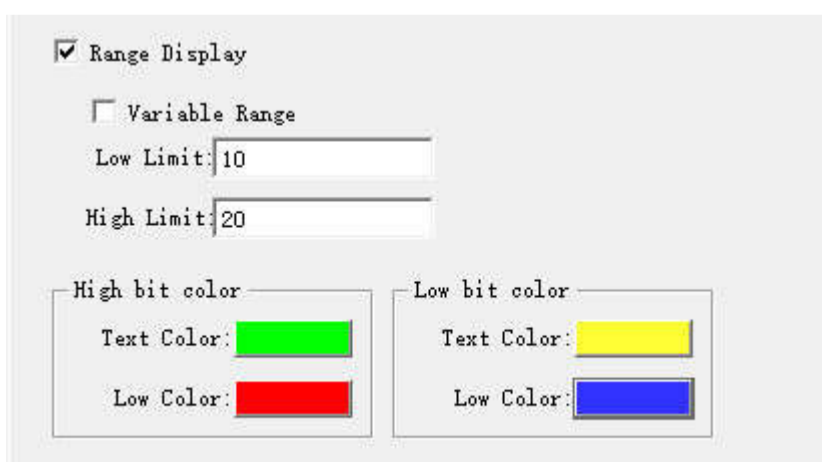 Range Display
Variable Range
Low Limit: 10
High Limit: 20
High bit color
Low bit color
Text Color:
Text Color:
Low Color:
Low Color: